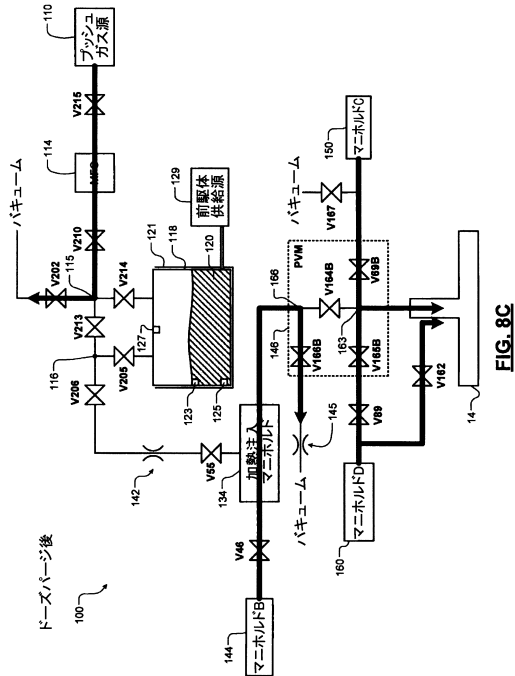 ドーズパージ後
100
バキューム
V202
115
V210
114
MFC
V215
110
プッシュ
ガス源
V206
116
V213
V214
V205
127
121
118
120
129
前駆体
供給源
123
125
142
V55
134
加熱注入
マニホルド
V46
144
マニホルドB
146
166
PVM
V166B
V164B
バキューム
145
163
V165B
V69B
バキューム
V167
150
マニホルドC
160
マニホルドD
V89
V162
14
FIG. 8C